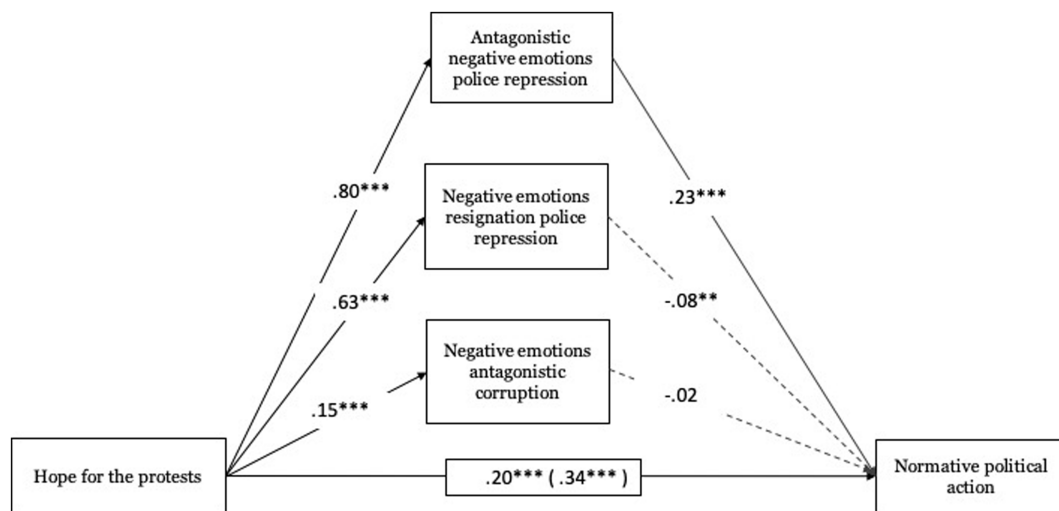 Antagonistic
negative emotions
police repression
.80***
.23***
Negative emotions
resignation police
repression
.63***
-.08**
Negative emotions
antagonistic
corruption
.15***
-.02
Hope for the protests
.20*** ( .34*** )
Normative political
action